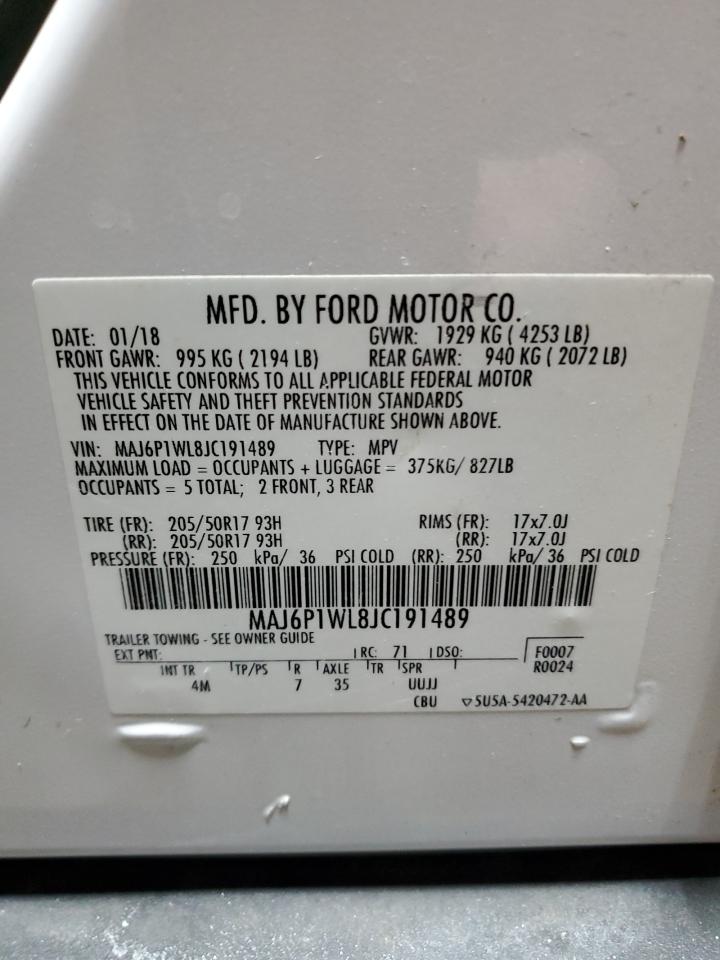 MFD. BY FORD MOTOR CO.
DATE: 01/18 GVWR: 1929 KG ( 4253 LB)
FRONT GAWR: 995 KG ( 2194 LB) REAR GAWR: 940 KG ( 2072 LB)
THIS VEHICLE CONFORMS TO ALL APPLICABLE FEDERAL MOTOR
VEHICLE SAFETY AND THEFT PREVENTION STANDARDS
IN EFFECT ON THE DATE OF MANUFACTURE SHOWN ABOVE.
VIN: MAJ6P1WL8JC191489 TYPE: MPV
MAXIMUM LOAD = OCCUPANTS + LUGGAGE = 375KG/ 827LB
OCCUPANTS = 5 TOTAL; 2 FRONT, 3 REAR
TIRE (FR): 205/50R17 93H RIMS (FR): 17x7.0J
(RR): 205/50R17 93H (RR): 17x7.0J
PRESSURE (FR): 250 kPa/ 36 PSI COLD (RR): 250 kPa/ 36 PSI COLD
MAJ6P1WL8JC191489
TRAILER TOWING - SEE OWNER GUIDE
EXT PNT: RC: 71 DSO: F0007
R0024
INT TR TP/PS R AXLE TR SPR
4M 7 35 UUJJ
CBU ▽5U5A-5420472-AA